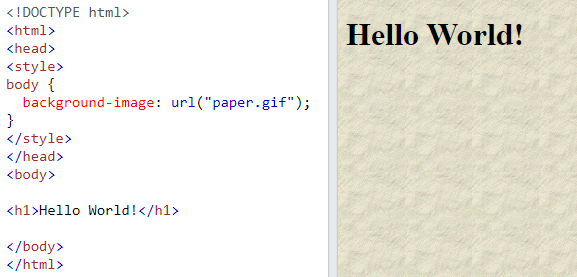 <!DOCTYPE html>
<html>
<head>
<style>
body {
  background-image: url("paper.gif");
}
</style>
</head>
<body>

<h1>Hello World!</h1>

</body>
</html>
Hello World!